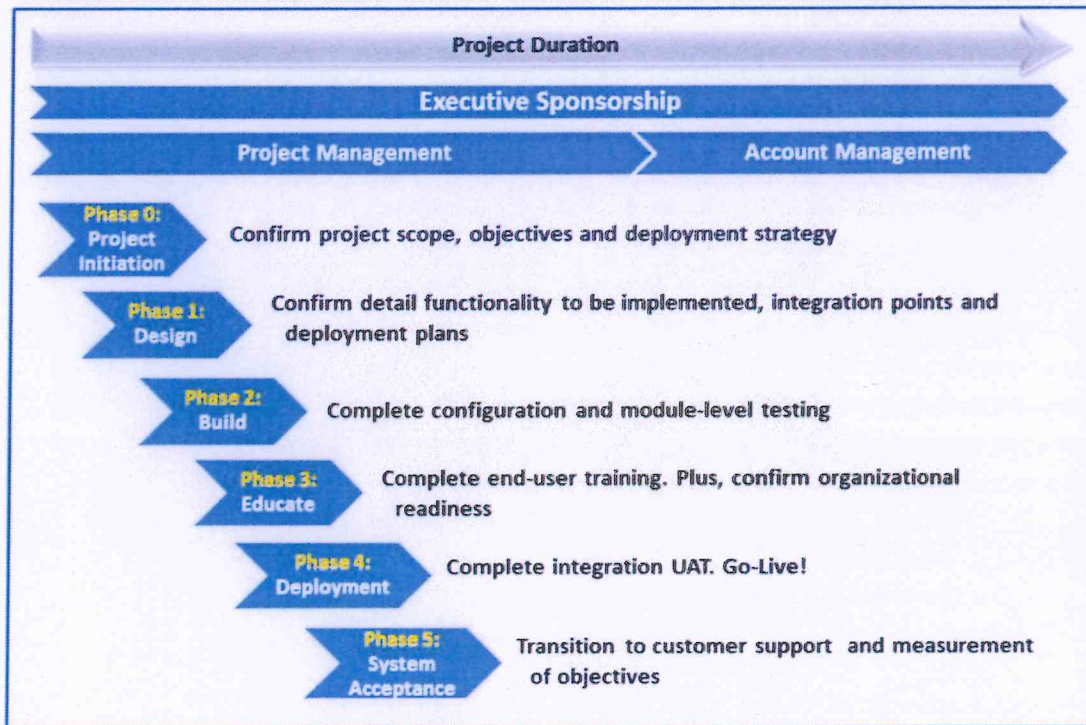 Project Duration
Executive Sponsorship
Project Management
Account Management
Phase 0:
Project
Initiation
Confirm project scope, objectives and deployment strategy
Phase 1:
Design
Confirm detail functionality to be implemented, integration points and
deployment plans
Phase 2:
Build
Complete configuration and module-level testing
Phase 3:
Educate
Complete end-user training. Plus, confirm organizational
readiness
Phase 4:
Deployment
Complete integration UAT. Go-Live!
Phase 5:
System
Acceptance
Transition to customer support and measurement
of objectives